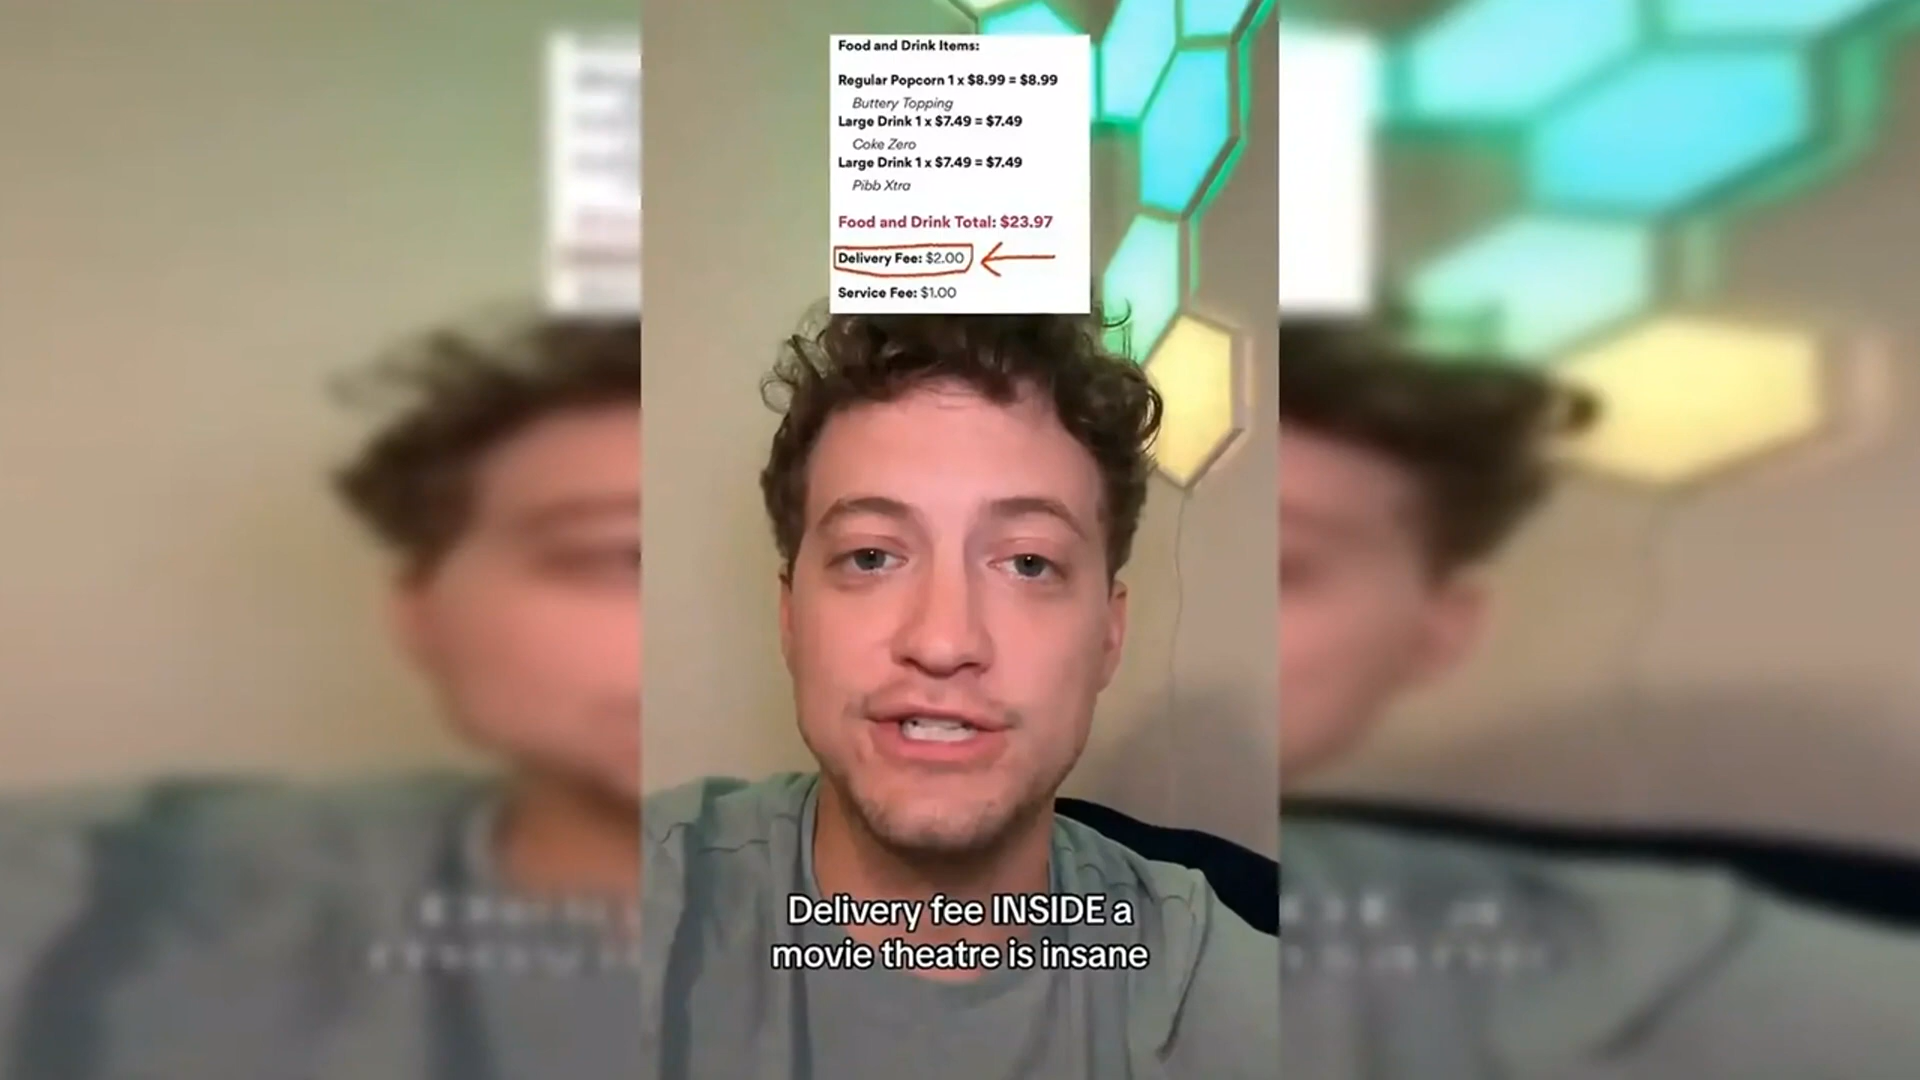 Food and Drink Items:
Regular Popcorn 1 x $8.99 = $8.99
Buttery Topping
Large Drink 1 x $7.49 = $7.49
Coke Zero
Large Drink 1 x $7.49 = $7.49
Pibb Xtra
Food and Drink Total: $23.97
Delivery Fee: $2.00
Service Fee: $1.00
Delivery fee INSIDE a
movie theatre is insane